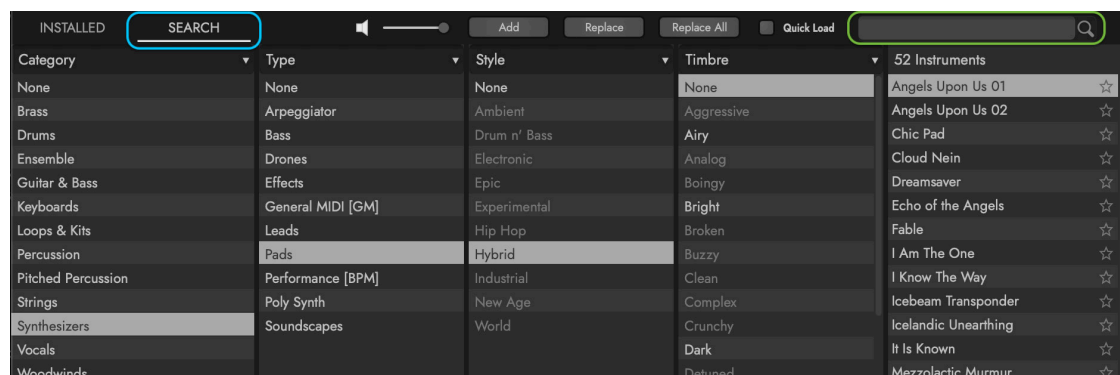 INSTALLED SEARCH Add Replace Replace All Quick Load
Category Type Style Timbre 52 Instruments
None None None None Angels Upon Us 01
Brass Arpeggiator Ambient Aggressive Angels Upon Us 02
Drums Bass Drum n' Bass Airy Chic Pad
Ensemble Drones Electronic Analog Cloud Nein
Guitar & Bass Effects Epic Boingy Dreamsaver
Keyboards General MIDI [GM] Experimental Bright Echo of the Angels
Loops & Kits Leads Hip Hop Broken Fable
Percussion Pads Hybrid Buzzy I Am The One
Pitched Percussion Performance [BPM] Industrial Clean I Know The Way
Strings Poly Synth New Age Complex Icebeam Transponder
Synthesizers Soundscapes World Crunchy Icelandic Unearthing
Vocals Dark It Is Known
Woodwinds Detuned Mezzolactic Murmur